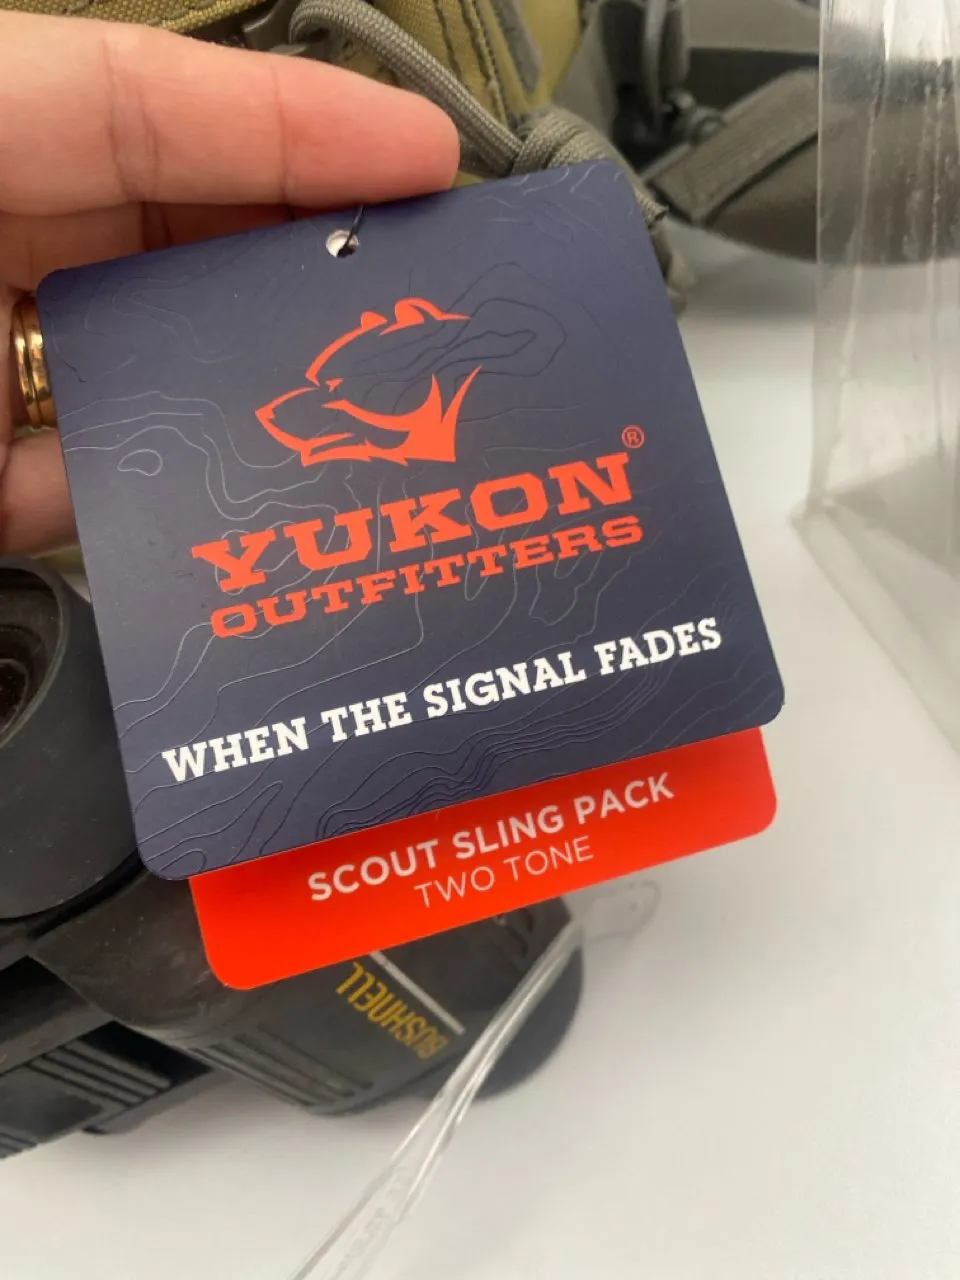 YUKON®
OUTFITTERS
WHEN THE SIGNAL FADES
SCOUT SLING PACK
TWO TONE
BUSHNELL